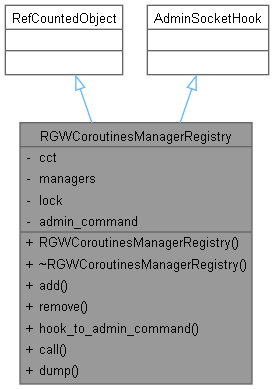 RefCountedObject
AdminSocketHook
RGWCoroutinesManagerRegistry
- cct
- managers
- lock
- admin_command
+ RGWCoroutinesManagerRegistry()
+ ~RGWCoroutinesManagerRegistry()
+ add()
+ remove()
+ hook_to_admin_command()
+ call()
+ dump()